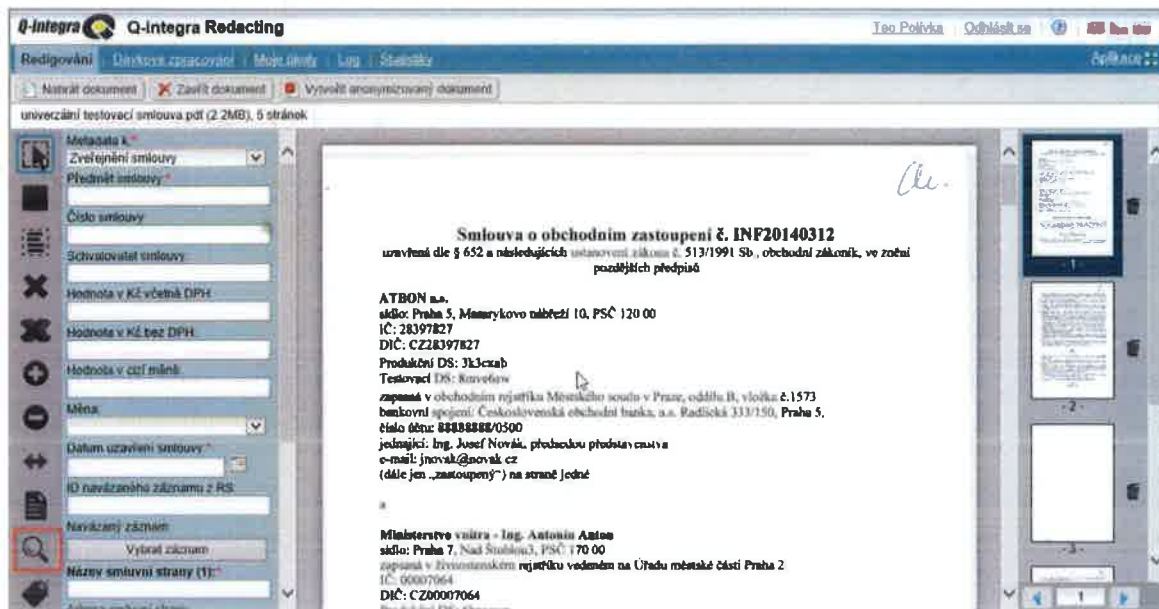 Q-integra Q-integra Redacting
Teo Polívka Odhlásit se
Redigování Dávkové zpracování Moje úkoly Log Statistiky Aplikace
Nahrát dokument Zavřít dokument Vytvořit anonymizovaný dokument
univerzální testovací smlouva.pdf (2.2MB), 5 stránek
Metadata k:*
Zveřejnění smlouvy
Předmět smlouvy:*
Číslo smlouvy:
Schvalovatel smlouvy:
Hodnota v Kč včetně DPH:
Hodnota v Kč bez DPH:
Hodnota v cizí měně:
Měna:
Datum uzavření smlouvy:*
ID navázaného záznamu z RS:
Navázaný záznam:
Vybrat záznam
Název smluvní strany (1):*
Smlouva o obchodním zastoupení č. INF20140312
uzavřená dle § 652 a následujících ustanovení zákona č. 513/1991 Sb., obchodní zákoník, ve znění
pozdějších předpisů
ATBON a.s.
sídlo: Praha 5, Masarykovo nábřeží 10, PSČ 120 00
IČ: 28397827
DIČ: CZ28397827
Produkční DS: 3k3cxab
Testovací DS:
zapsaná v obchodním rejstříku Městského soudu v Praze, oddílu B, vložka č.1573
bankovní spojení: Československá obchodní banka, a.s. Radlická 333/150, Praha 5,
číslo účtu: 88888888/0500
jednající: Ing. Josef Novák, předsedou představenstva
e-mail: jnovak@novak cz
(dále jen „zastoupený“) na straně jedné
a
Ministerstvo vnitra - Ing. Antonín Anton
sídlo: Praha 7, Nad Štolou3, PSČ 170 00
zapsaná v živnostenském rejstříku vedeném na Úřadu městské části Praha 2
IČ: 00007064
DIČ: CZ00007064
- 1 -
- 2 -
- 3 -
1